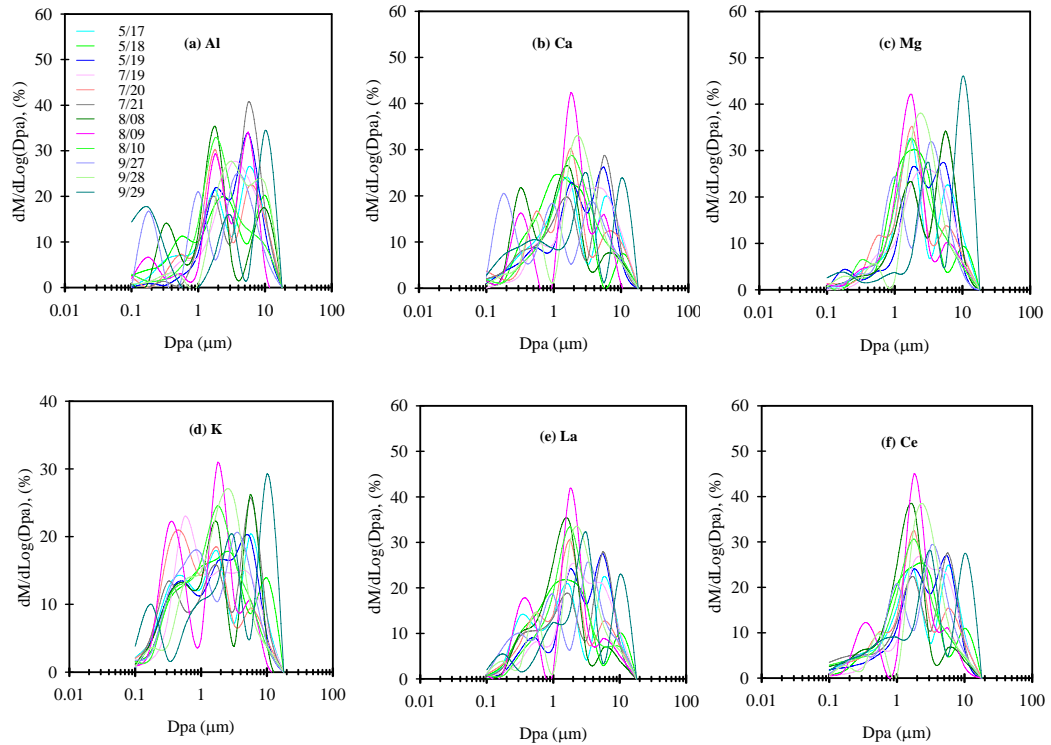 (a) Al
dM/dLog(Dpa), (%)
60
50
40
30
20
10
0
5/17
5/18
5/19
7/19
7/20
7/21
8/08
8/09
8/10
9/27
9/28
9/29
0.01 0.1 1 10 100
Dpa (μm)
(b) Ca
dM/dLog(Dpa), (%)
60
50
40
30
20
10
0
0.01 0.1 1 10 100
Dpa (μm)
(c) Mg
dM/dLog(Dpa), (%)
60
50
40
30
20
10
0
0.01 0.1 1 10 100
Dpa (μm)
(d) K
dM/dLog(Dpa), (%)
40
30
20
10
0
0.01 0.1 1 10 100
Dpa (μm)
(e) La
dM/dLog(Dpa), (%)
60
50
40
30
20
10
0
0.01 0.1 1 10 100
Dpa (μm)
(f) Ce
dM/dLog(Dpa), (%)
60
50
40
30
20
10
0
0.01 0.1 1 10 100
Dpa (μm)